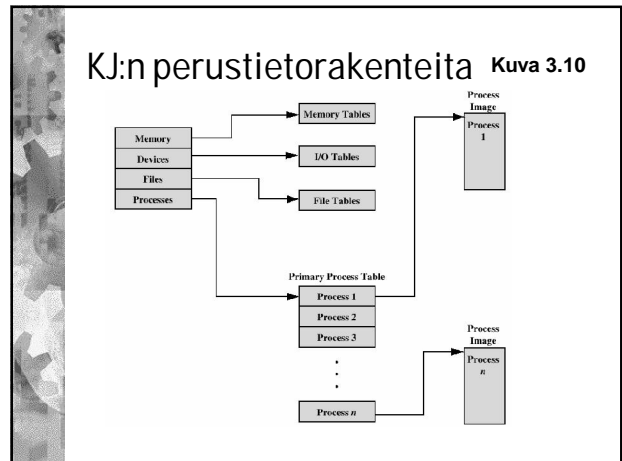 KJ:n perustietorakenteita Kuva 3.10
Memory
Devices
Files
Processes
Memory Tables
I/O Tables
File Tables
Primary Process Table
Process 1
Process 2
Process 3
.
.
.
Process n
Process
Image
Process
1
Process
Image
Process
n